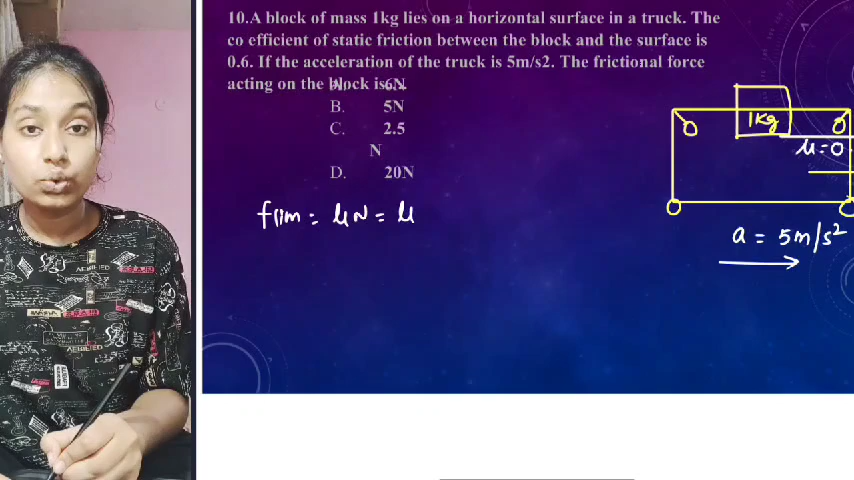 10.A block of mass 1kg lies on a horizontal surface in a truck. The
co efficient of static friction between the block and the surface is
0.6. If the acceleration of the truck is 5m/s2. The frictional force
acting on the block is:
A. 6N
B. 5N
C. 2.5
N
D. 20N
1kg
μ=0
flim = μN = μ
a = 5m/s²